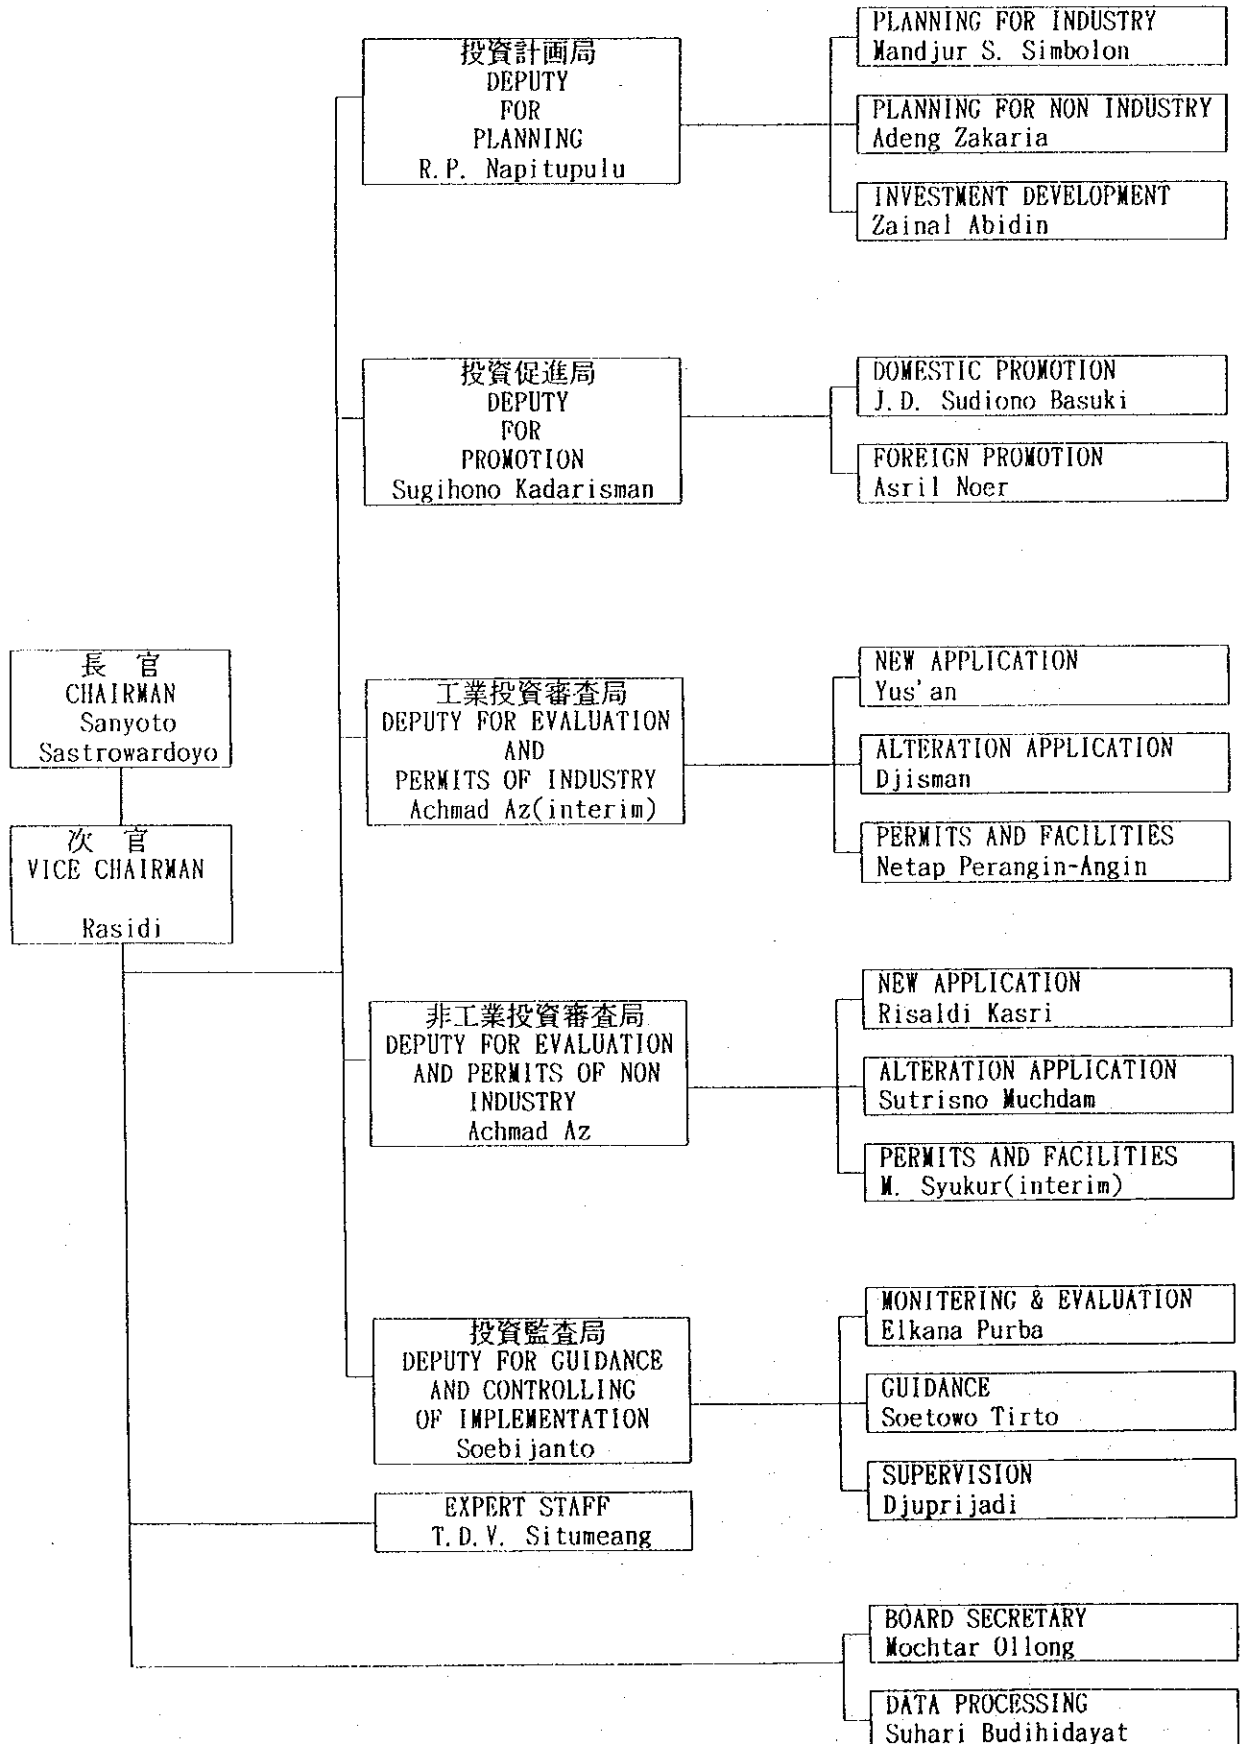 長 官
CHAIRMAN
Sanyoto
Sastrowardoyo
次 官
VICE CHAIRMAN
Rasidi
投資計画局
DEPUTY
FOR
PLANNING
R.P. Napitupulu
PLANNING FOR INDUSTRY
Mandjur S. Simbolon
PLANNING FOR NON INDUSTRY
Adeng Zakaria
INVESTMENT DEVELOPMENT
Zainal Abidin
投資促進局
DEPUTY
FOR
PROMOTION
Sugihono Kadarisman
DOMESTIC PROMOTION
J.D. Sudiono Basuki
FOREIGN PROMOTION
Asril Noer
工業投資審査局
DEPUTY FOR EVALUATION
AND
PERMITS OF INDUSTRY
Achmad Az(interim)
NEW APPLICATION
Yus'an
ALTERATION APPLICATION
Djisman
PERMITS AND FACILITIES
Netap Perangin-Angin
非工業投資審査局
DEPUTY FOR EVALUATION
AND PERMITS OF NON
INDUSTRY
Achmad Az
NEW APPLICATION
Risaldi Kasri
ALTERATION APPLICATION
Sutrisno Muchdam
PERMITS AND FACILITIES
M. Syukur(interim)
投資監査局
DEPUTY FOR GUIDANCE
AND CONTROLLING
OF IMPLEMENTATION
Soebijanto
MONITERING & EVALUATION
Elkana Purba
GUIDANCE
Soetowo Tirto
SUPERVISION
Djuprijadi
EXPERT STAFF
T.D.V. Situmeang
BOARD SECRETARY
Mochtar Ollong
DATA PROCESSING
Suhari Budihidayat